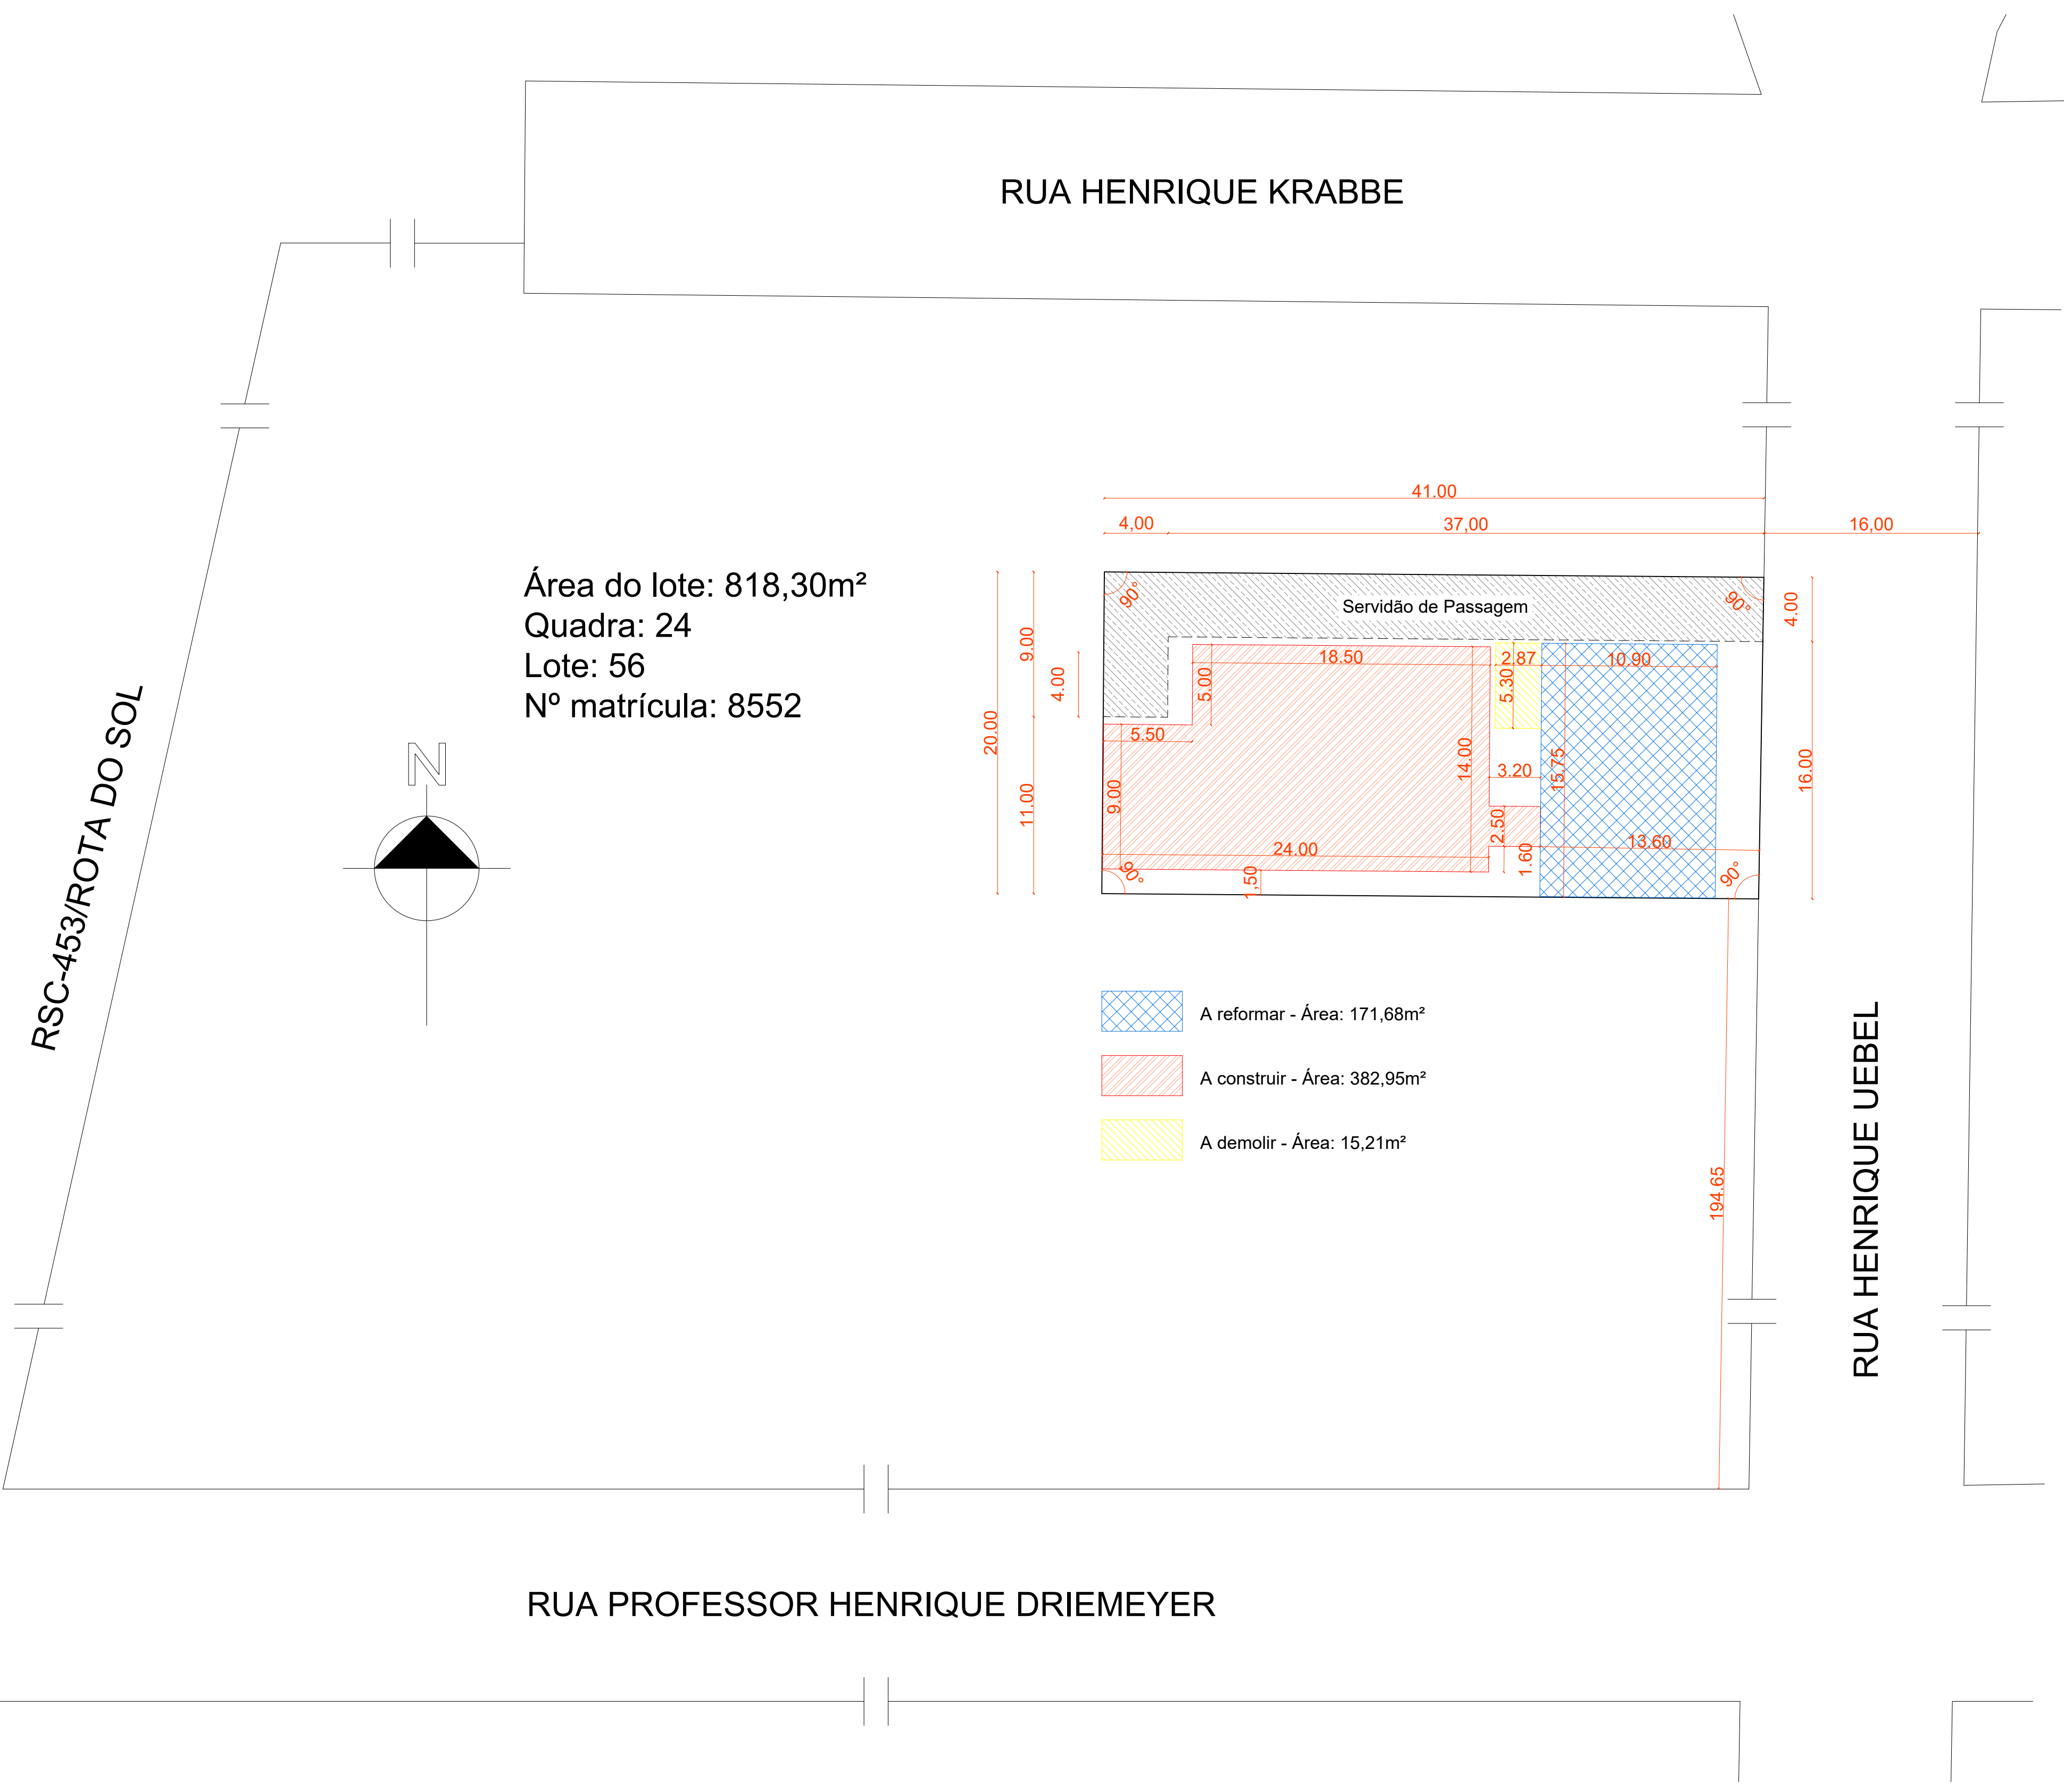 RUA HENRIQUE KRABBE
41.00
4,00
37,00
16,00
Área do lote: 818,30m²
Quadra: 24
Lote: 56
Nº matrícula: 8552
N
RSC-453/ROTA DO SOL
20.00
9.00
11.00
4.00
90°
Servidão de Passagem
90°
4.00
16.00
18.50
2.87
10.90
5.00
5.30
5.50
14.00
3.20
15.75
9.00
2.50
13.60
24.00
1.60
90°
1,50
90°
A reformar - Área: 171,68m²
A construir - Área: 382,95m²
A demolir - Área: 15,21m²
194.65
RUA HENRIQUE UEBEL
RUA PROFESSOR HENRIQUE DRIEMEYER